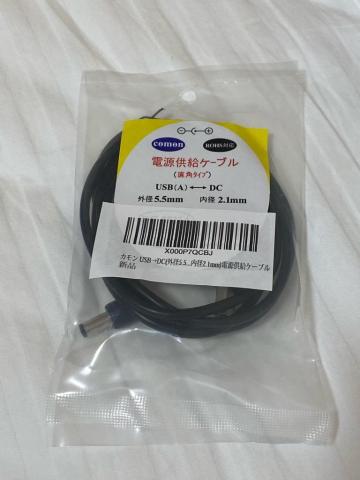 comon
ROHS対応
電源供給ケーブル
(直角タイプ)
USB(A)⟷DC
外径5.5mm 内径2.1mm
X000P7QCBJ
カモン USB→DC(外径5.5...内径2.1mm)電源供給ケーブル
新品